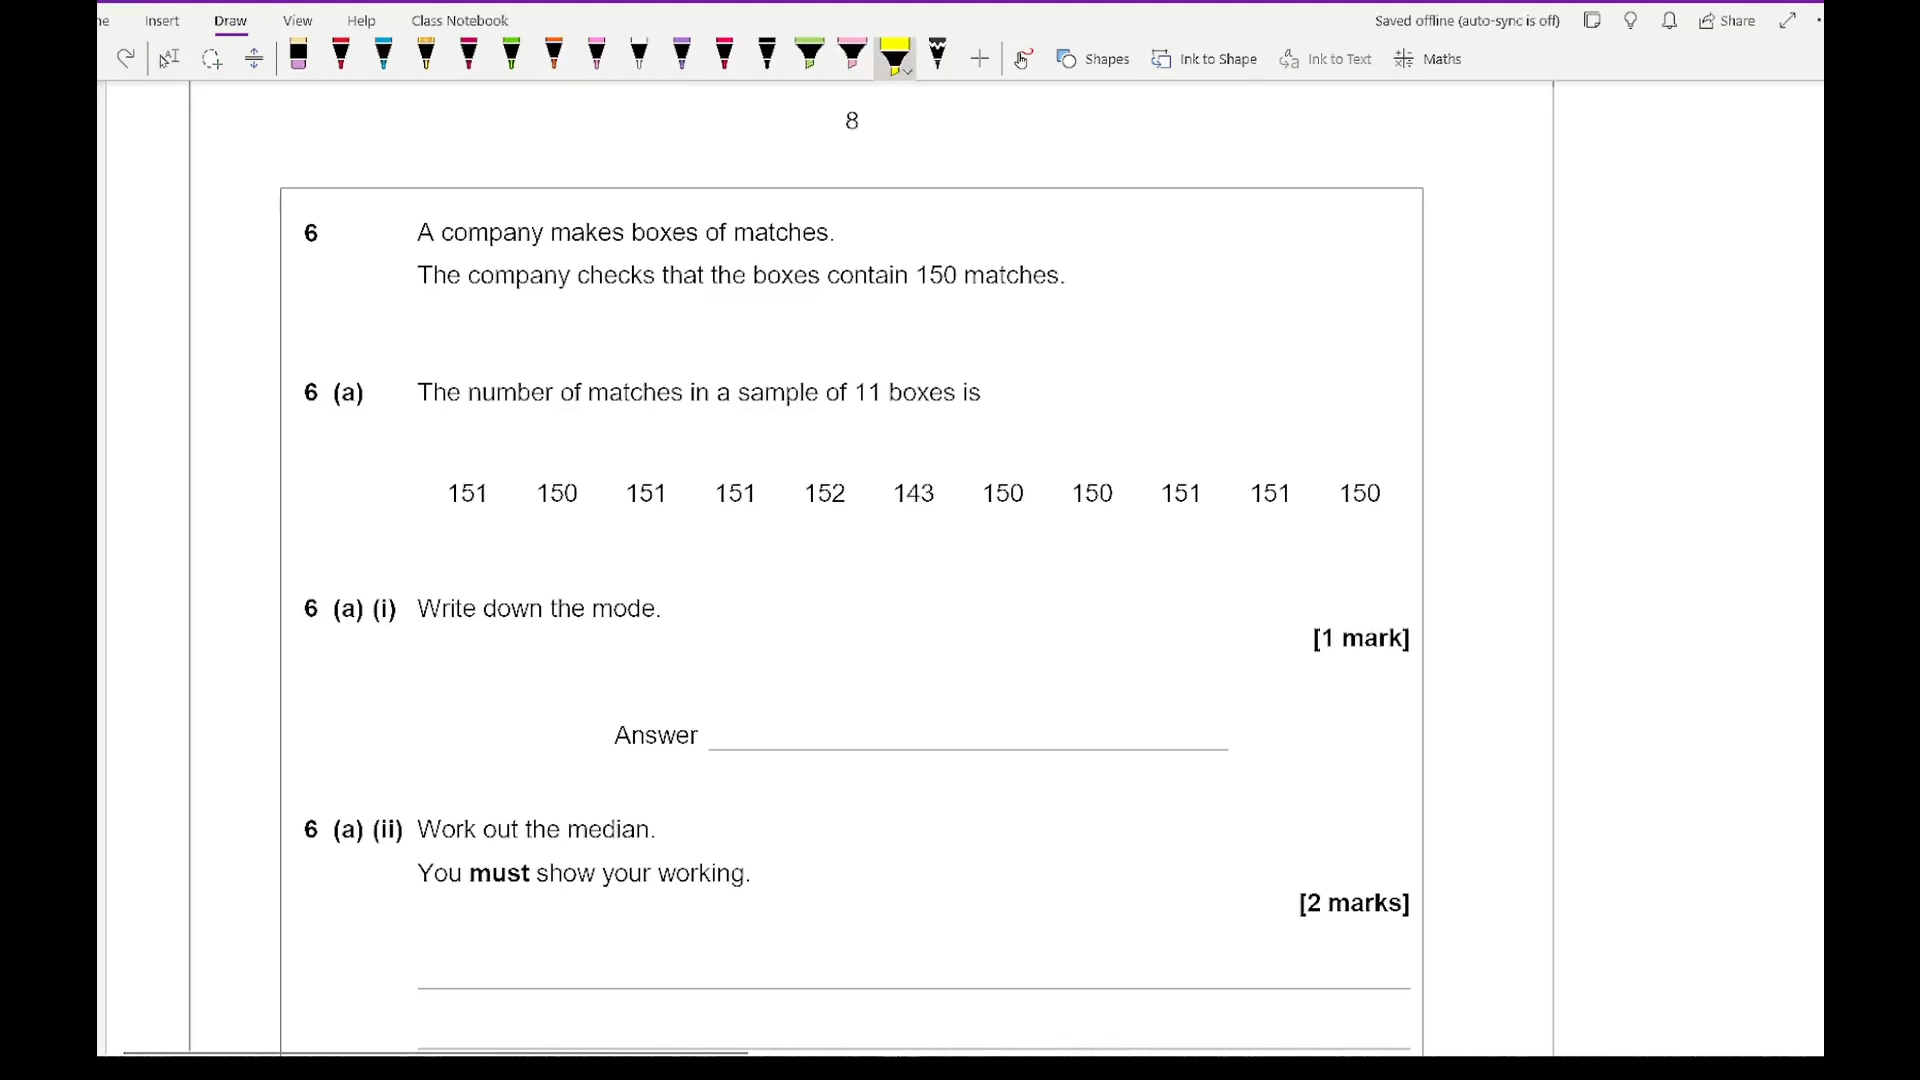 Insert Draw View Help Class Notebook Saved offline (auto-sync is off) Share
Shapes Ink to Shape Ink to Text Maths
8
6 A company makes boxes of matches.
The company checks that the boxes contain 150 matches.
6 (a) The number of matches in a sample of 11 boxes is
151 150 151 151 152 143 150 150 151 151 150
6 (a) (i) Write down the mode.
[1 mark]
Answer
6 (a) (ii) Work out the median.
You must show your working.
[2 marks]